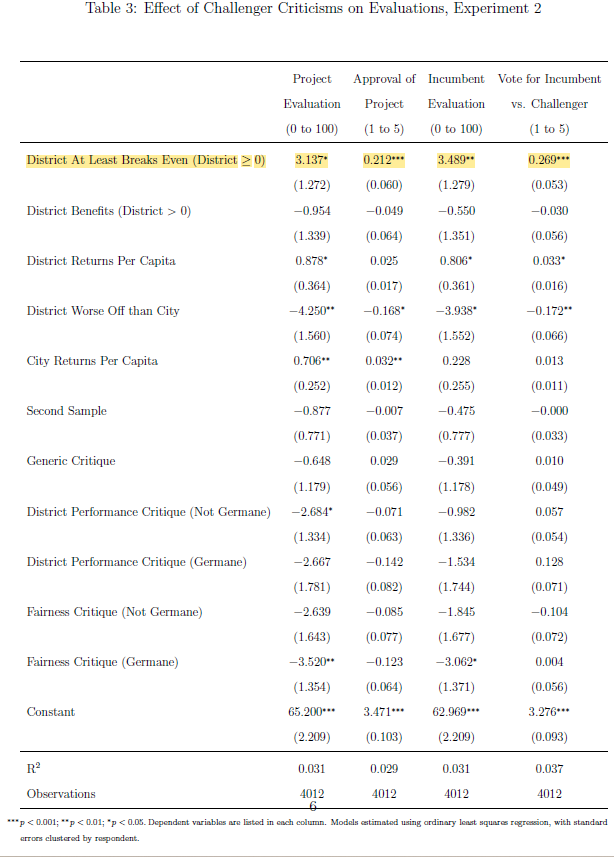 Table 3: Effect of Challenger Criticisms on Evaluations, Experiment 2
Project Approval of Incumbent Vote for Incumbent
Evaluation Project Evaluation vs. Challenger
(0 to 100) (1 to 5) (0 to 100) (1 to 5)
District At Least Breaks Even (District ≥ 0) 3.137* 0.212*** 3.489** 0.269***
(1.272) (0.060) (1.279) (0.053)
District Benefits (District > 0) −0.954 −0.049 −0.550 −0.030
(1.339) (0.064) (1.351) (0.056)
District Returns Per Capita 0.878* 0.025 0.806* 0.033*
(0.364) (0.017) (0.361) (0.016)
District Worse Off than City −4.250** −0.168* −3.938* −0.172**
(1.560) (0.074) (1.552) (0.066)
City Returns Per Capita 0.706** 0.032** 0.228 0.013
(0.252) (0.012) (0.255) (0.011)
Second Sample −0.877 −0.007 −0.475 −0.000
(0.771) (0.037) (0.777) (0.033)
Generic Critique −0.648 0.029 −0.391 0.010
(1.179) (0.056) (1.178) (0.049)
District Performance Critique (Not Germane) −2.684* −0.071 −0.982 0.057
(1.334) (0.063) (1.336) (0.054)
District Performance Critique (Germane) −2.667 −0.142 −1.534 0.128
(1.781) (0.082) (1.744) (0.071)
Fairness Critique (Not Germane) −2.639 −0.085 −1.845 −0.104
(1.643) (0.077) (1.677) (0.072)
Fairness Critique (Germane) −3.520** −0.123 −3.062* 0.004
(1.354) (0.064) (1.371) (0.056)
Constant 65.200*** 3.471*** 62.969*** 3.276***
(2.209) (0.103) (2.209) (0.093)
R² 0.031 0.029 0.031 0.037
Observations 4012 4012 4012 4012
6
***p < 0.001; **p < 0.01; *p < 0.05. Dependent variables are listed in each column. Models estimated using ordinary least squares regression, with standard
errors clustered by respondent.